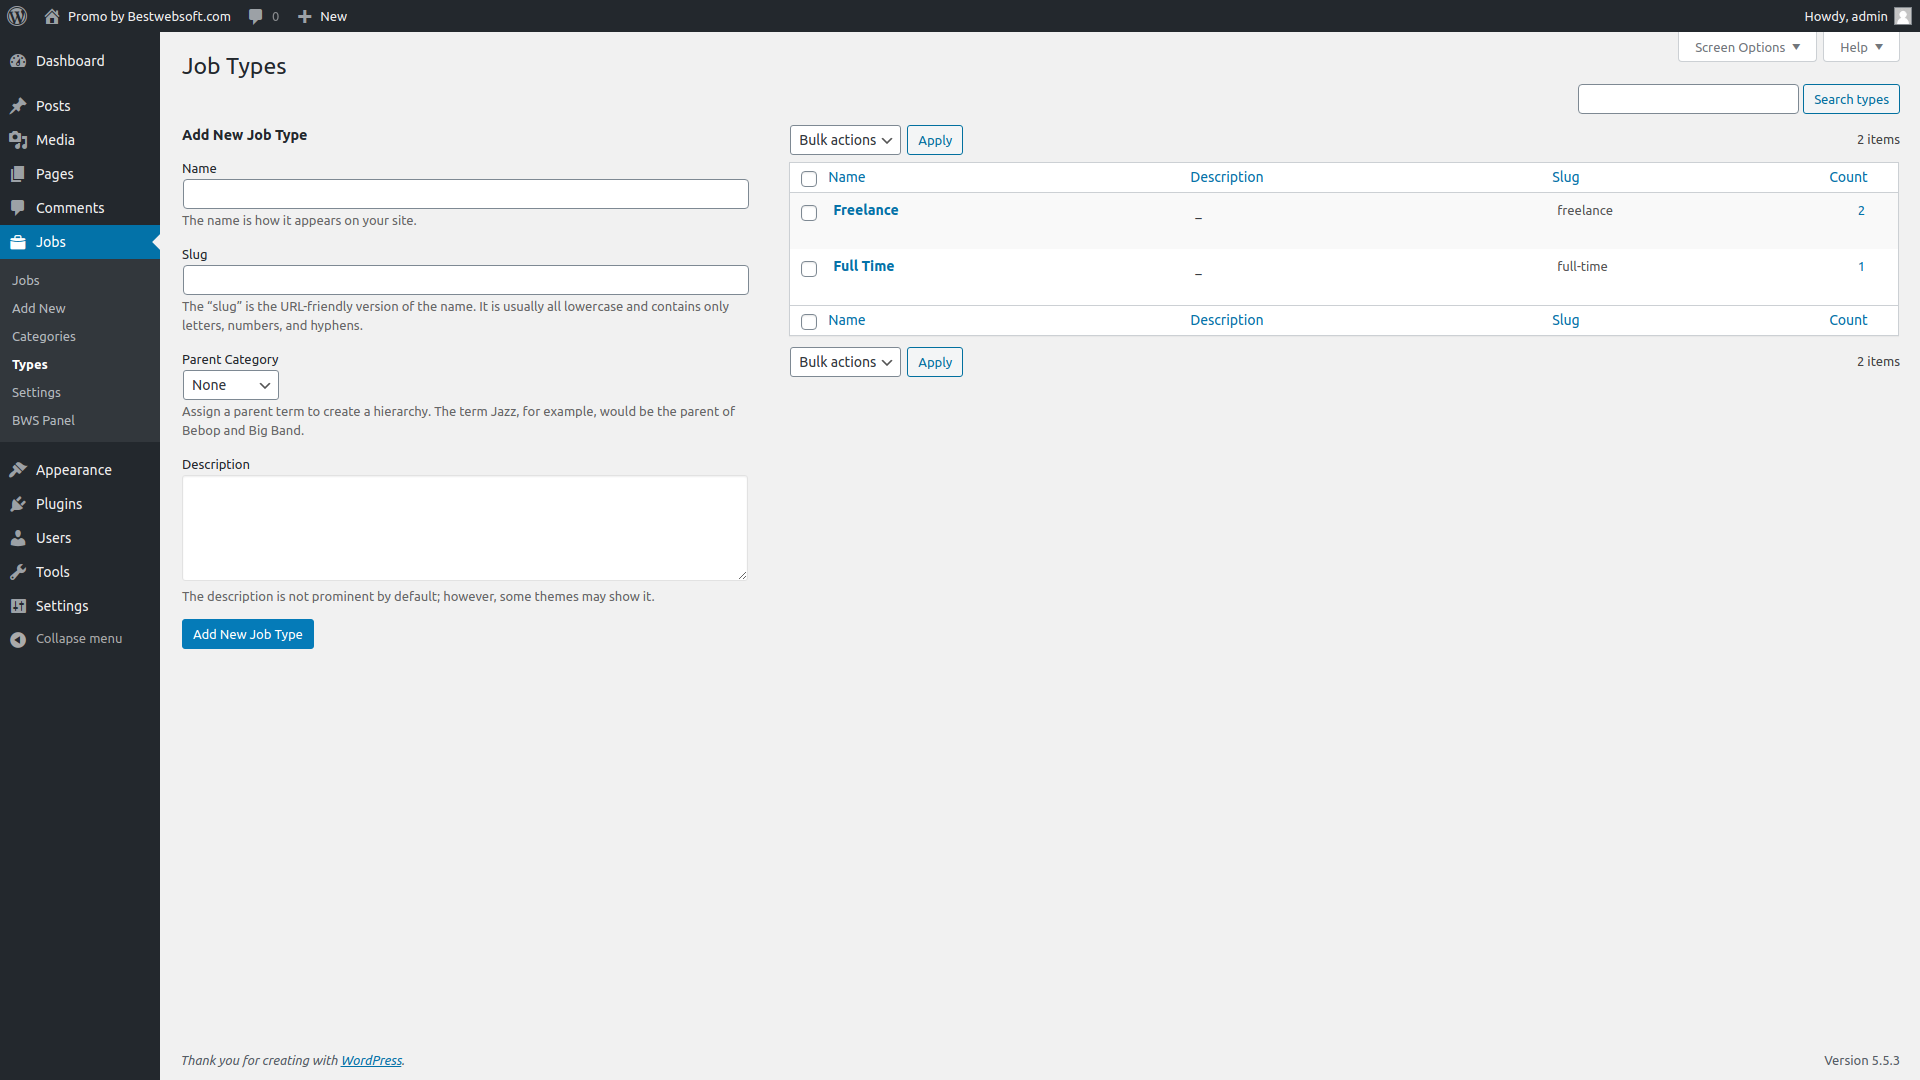 Promo by Bestwebsoft.com
0
New
Howdy, admin
Dashboard
Posts
Media
Pages
Comments
Jobs
Jobs
Add New
Categories
Types
Settings
BWS Panel
Appearance
Plugins
Users
Tools
Settings
Collapse menu
Screen Options
Help
Job Types
Search types
Add New Job Type
Name
The name is how it appears on your site.
Slug
The “slug” is the URL-friendly version of the name. It is usually all lowercase and contains only
letters, numbers, and hyphens.
Parent Category
None
Assign a parent term to create a hierarchy. The term Jazz, for example, would be the parent of
Bebop and Big Band.
Description
The description is not prominent by default; however, some themes may show it.
Add New Job Type
Bulk actions Apply 2 items
Name Description Slug Count
Freelance – freelance 2
Full Time – full-time 1
Name Description Slug Count
Bulk actions Apply 2 items
Thank you for creating with WordPress.
Version 5.5.3